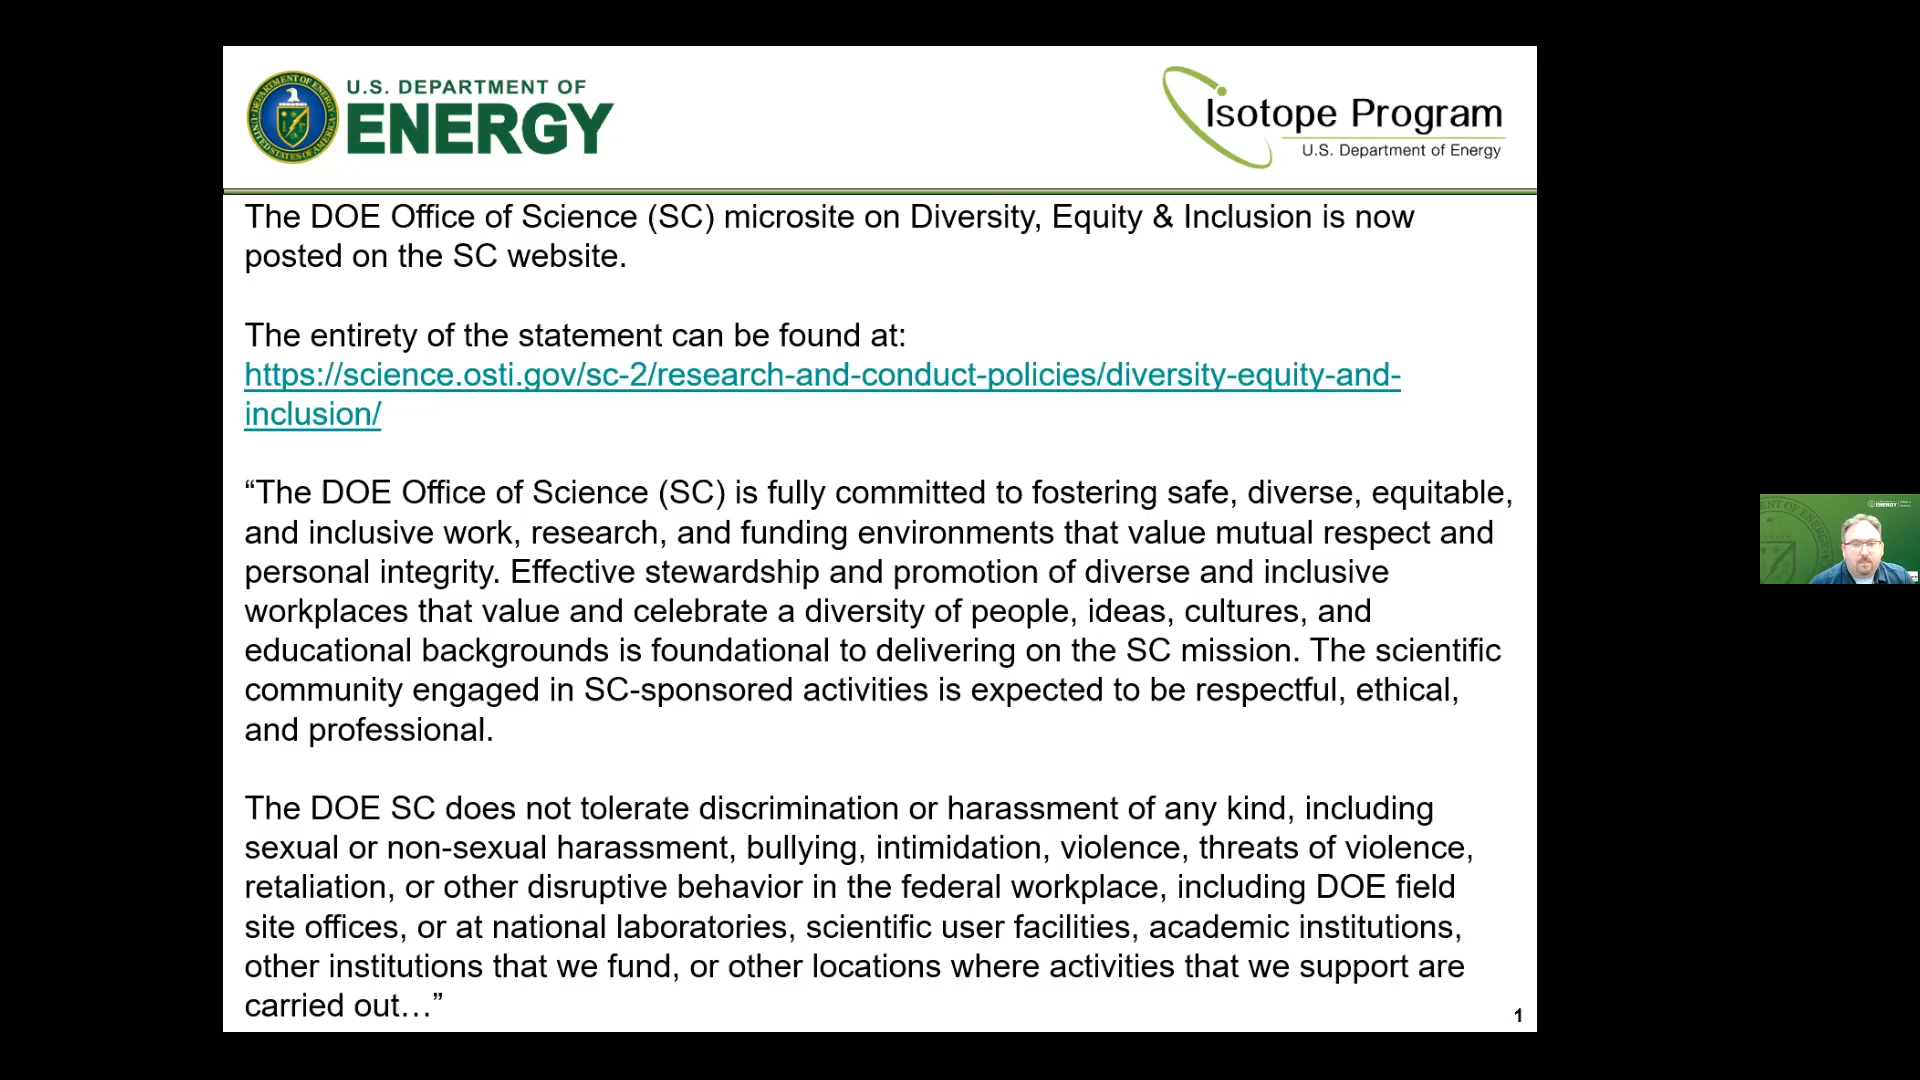 U.S. DEPARTMENT OF
ENERGY
Isotope Program
U.S. Department of Energy
The DOE Office of Science (SC) microsite on Diversity, Equity & Inclusion is now
posted on the SC website.
The entirety of the statement can be found at:
https://science.osti.gov/sc-2/research-and-conduct-policies/diversity-equity-and-
inclusion/
“The DOE Office of Science (SC) is fully committed to fostering safe, diverse, equitable,
and inclusive work, research, and funding environments that value mutual respect and
personal integrity. Effective stewardship and promotion of diverse and inclusive
workplaces that value and celebrate a diversity of people, ideas, cultures, and
educational backgrounds is foundational to delivering on the SC mission. The scientific
community engaged in SC-sponsored activities is expected to be respectful, ethical,
and professional.
The DOE SC does not tolerate discrimination or harassment of any kind, including
sexual or non-sexual harassment, bullying, intimidation, violence, threats of violence,
retaliation, or other disruptive behavior in the federal workplace, including DOE field
site offices, or at national laboratories, scientific user facilities, academic institutions,
other institutions that we fund, or other locations where activities that we support are
carried out…”
1
ENERGY